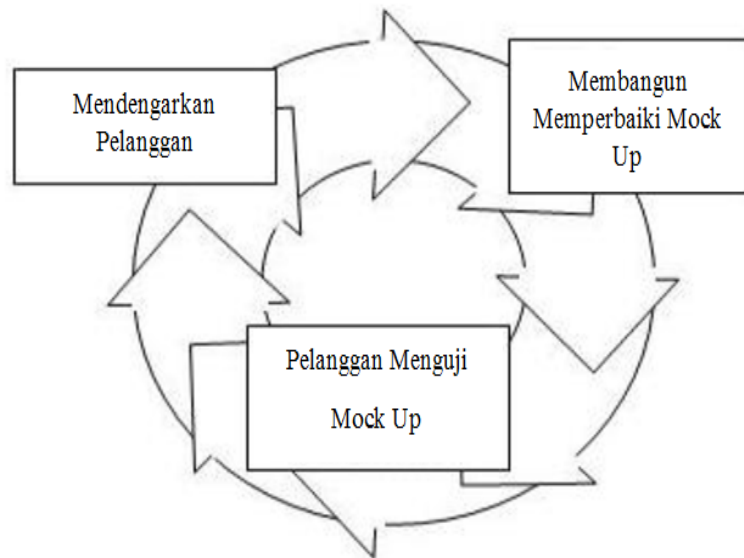 Mendengarkan
Pelanggan
Membangun
Memperbaiki Mock
Up
Pelanggan Menguji
Mock Up